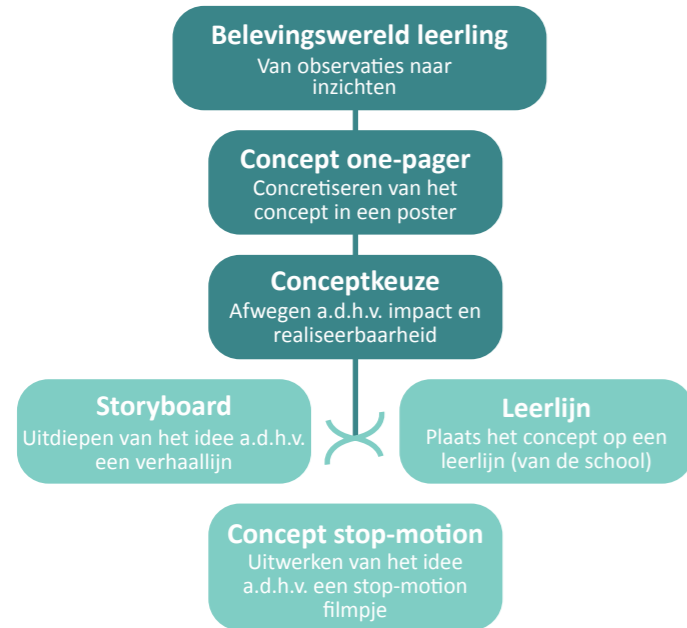 Belevingswereld leerling
Van observaties naar
inzichten
Concept one-pager
Concretiseren van het
concept in een poster
Conceptkeuze
Afwegen a.d.h.v. impact en
realiseerbaarheid
Storyboard
Uitdiepen van het idee a.d.h.v.
een verhaallijn
Leerlijn
Plaats het concept op een
leerlijn (van de school)
Concept stop-motion
Uitwerken van het idee
a.d.h.v. een stop-motion
filmpje